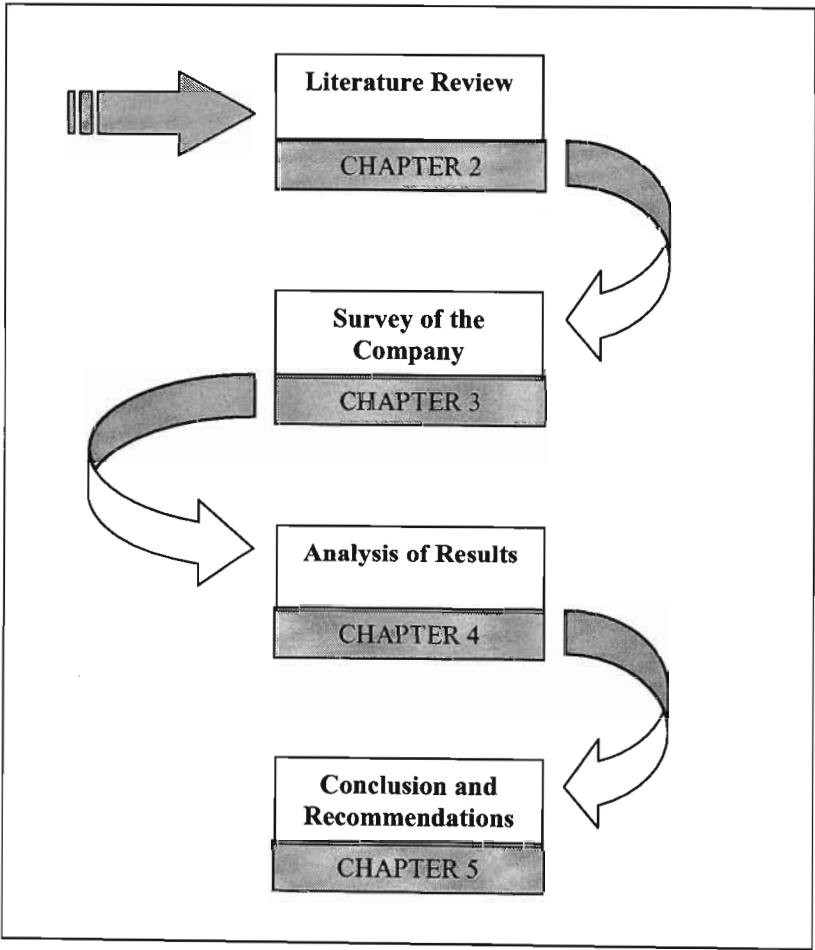 Literature Review
CHAPTER 2
Survey of the
Company
CHAPTER 3
Analysis of Results
CHAPTER 4
Conclusion and
Recommendations
CHAPTER 5